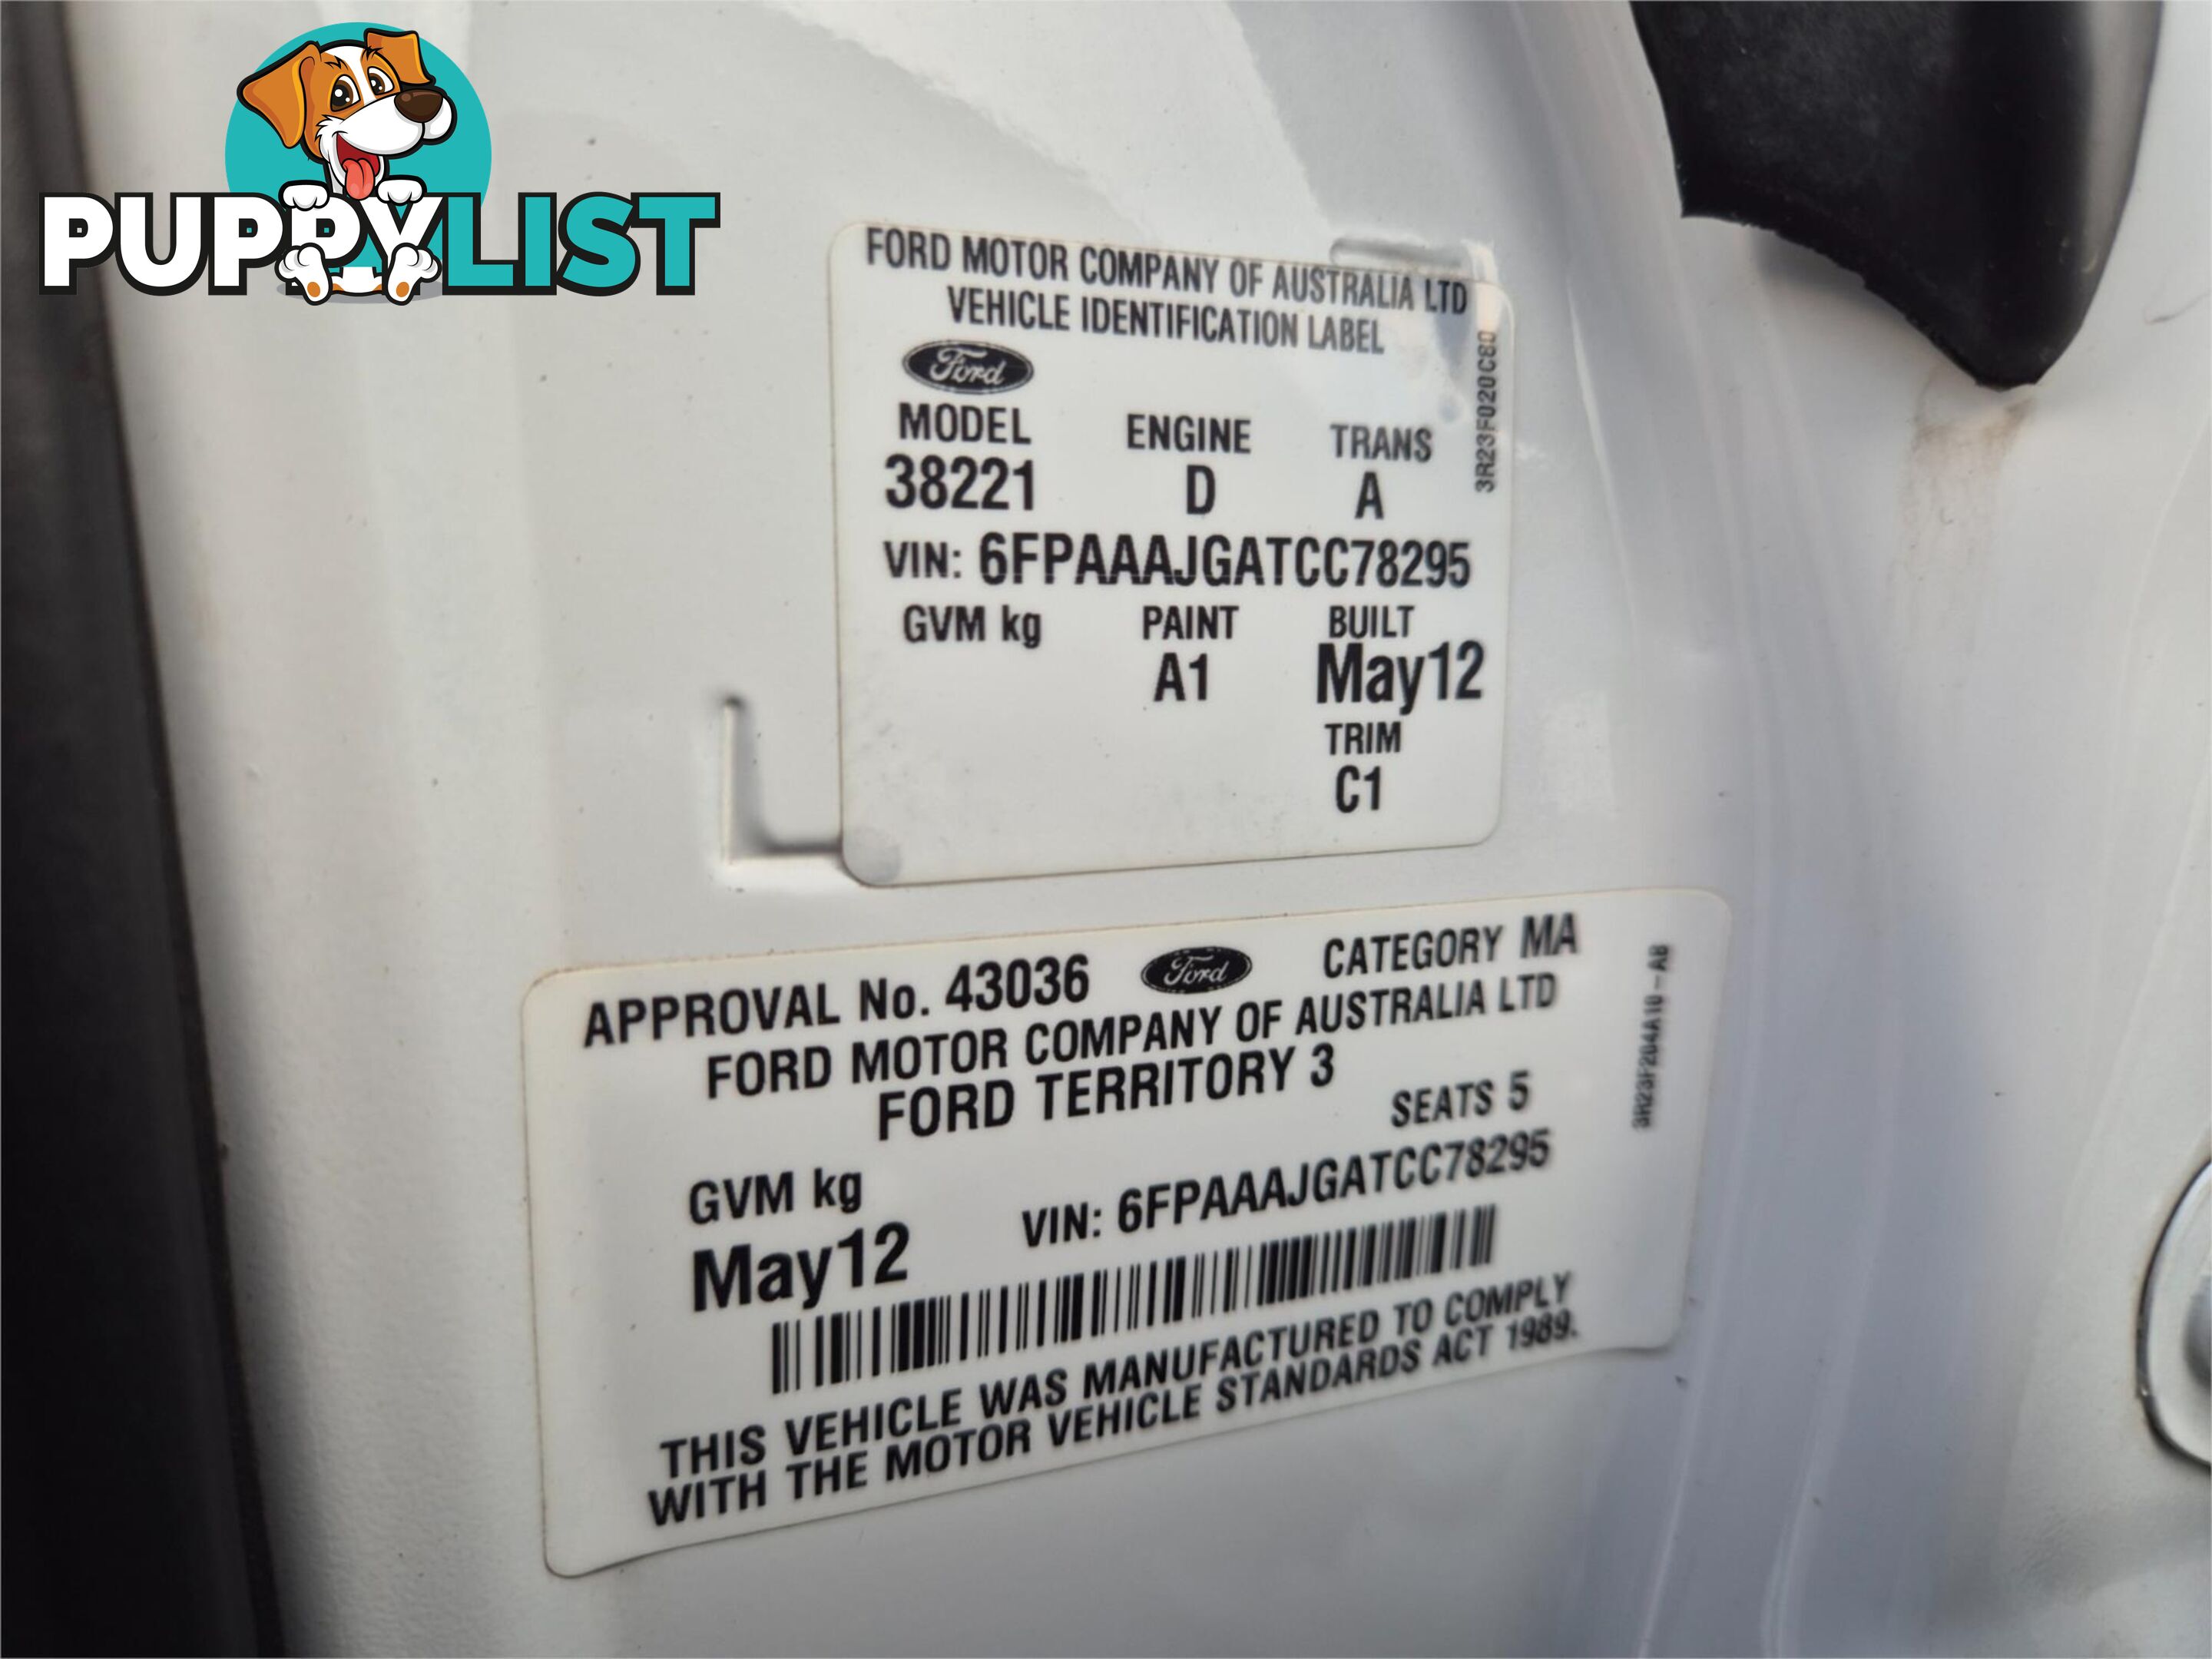 PUPPYLIST
FORD MOTOR COMPANY OF AUSTRALIA LTD
VEHICLE IDENTIFICATION LABEL
Ford
MODEL ENGINE TRANS
38221 D A
VIN: 6FPAAAJGATCC78295
GVM kg PAINT BUILT
A1 May12
TRIM
C1
3R23F020C80
APPROVAL No. 43036 Ford CATEGORY MA
FORD MOTOR COMPANY OF AUSTRALIA LTD
FORD TERRITORY 3
SEATS 5
GVM kg
May12 VIN: 6FPAAAJGATCC78295
THIS VEHICLE WAS MANUFACTURED TO COMPLY
WITH THE MOTOR VEHICLE STANDARDS ACT 1989.